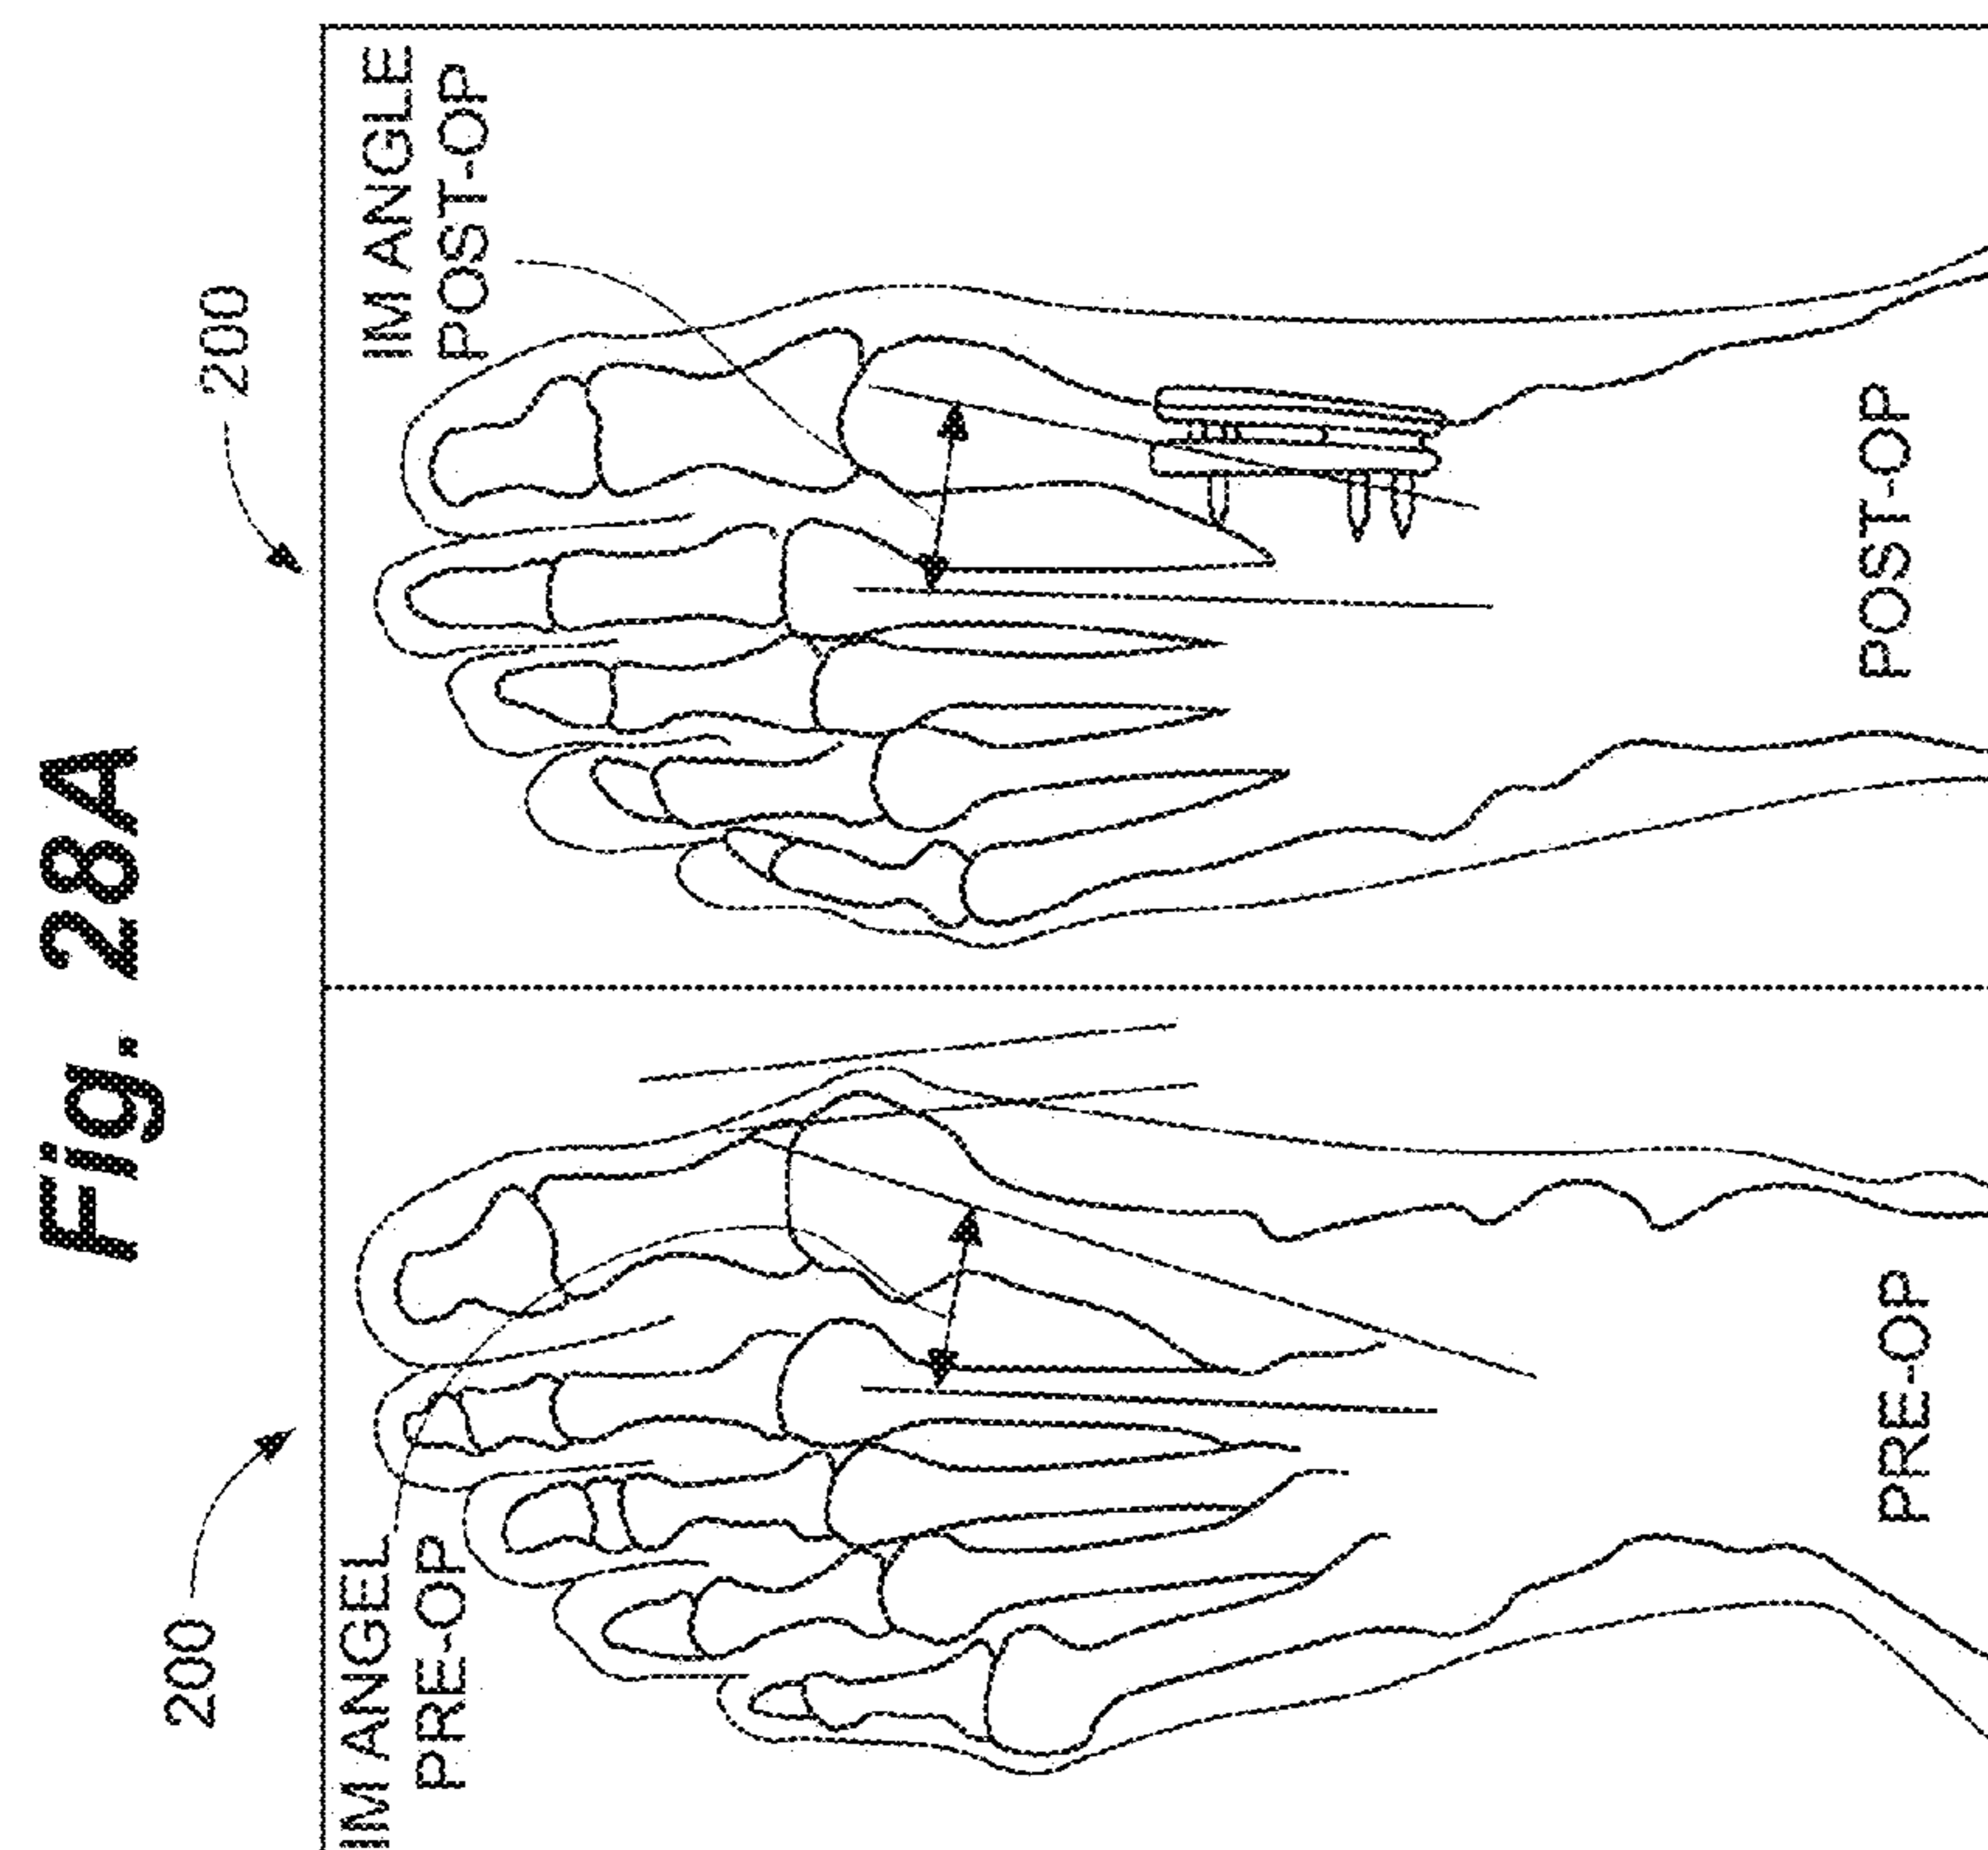 Fig. 28A
200
200
IM ANGEL
PRE-OP
IM ANGLE
POST-OP
PRE-OP
POST-OP